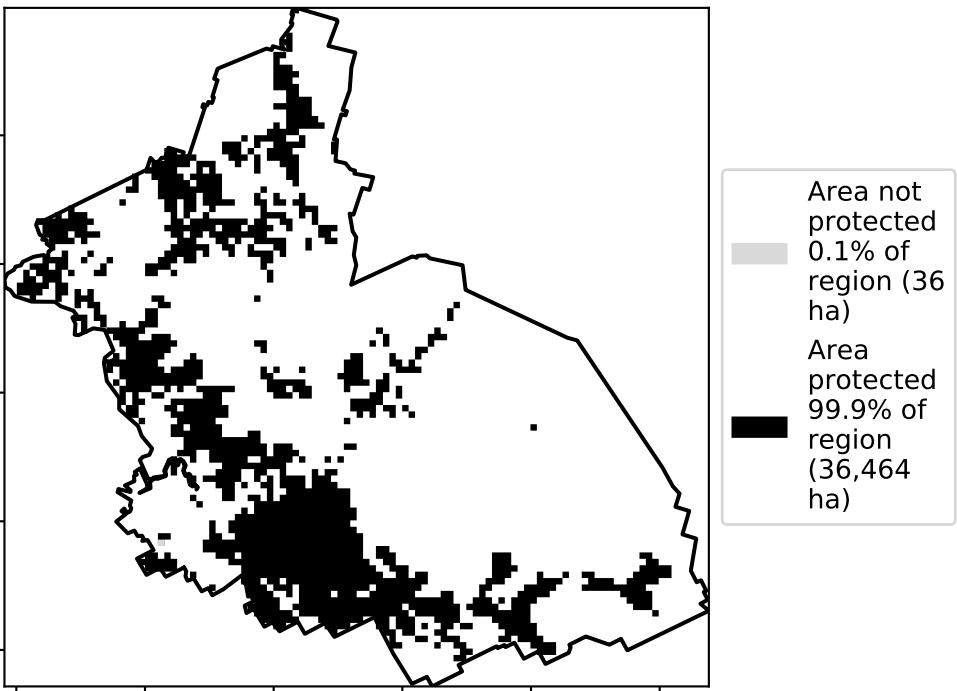 Area not
protected
0.1% of
region (36
ha)
Area
protected
99.9% of
region
(36,464
ha)